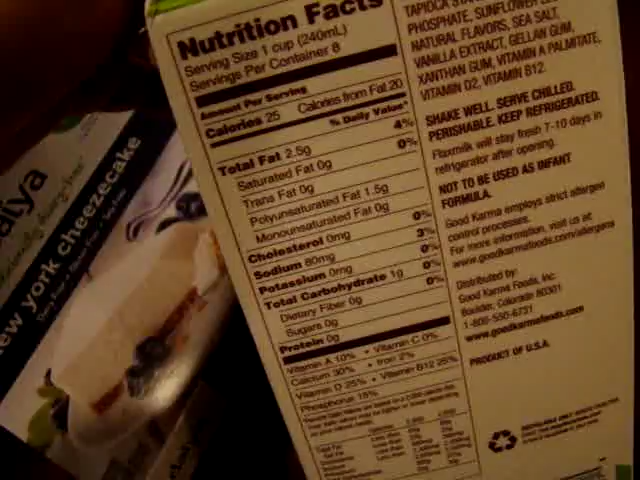 Nutrition Facts
Serving Size 1 cup (240mL)
Servings Per Container 8
Amount Per Serving
Calories 25 Calories from Fat 20
% Daily Value*
Total Fat 2.5g 4%
Saturated Fat 0g 0%
Trans Fat 0g
Polyunsaturated Fat 1.5g
Monounsaturated Fat 0g
Cholesterol 0mg 0%
Sodium 80mg 3%
Potassium 0mg 0%
Total Carbohydrate 1g 0%
Dietary Fiber 0g 0%
Sugars 0g
Protein 0g
Vitamin A 10% • Vitamin C 0%
Calcium 30% • Iron 2%
Vitamin D 25% • Vitamin B12 25%
Phosphorus 15%
PHOSPHATE, SUNFLOWER
NATURAL FLAVORS, SEA SALT,
VANILLA EXTRACT, GELLAN GUM,
XANTHAN GUM, VITAMIN A PALMITATE,
VITAMIN D2, VITAMIN B12.
SHAKE WELL. SERVE CHILLED.
PERISHABLE. KEEP REFRIGERATED.
Flaxmilk will stay fresh 7-10 days in
refrigerator after opening.
NOT TO BE USED AS INFANT
FORMULA.
Good Karma employs strict allergen
control processes.
For more information, visit us at
www.goodkarmafoods.com/allergens
Distributed by:
Good Karma Foods, Inc.
Boulder, Colorado 80301
1-800-550-6731
www.goodkarmafoods.com
PRODUCT OF U.S.A.
aiya
new york cheezecake